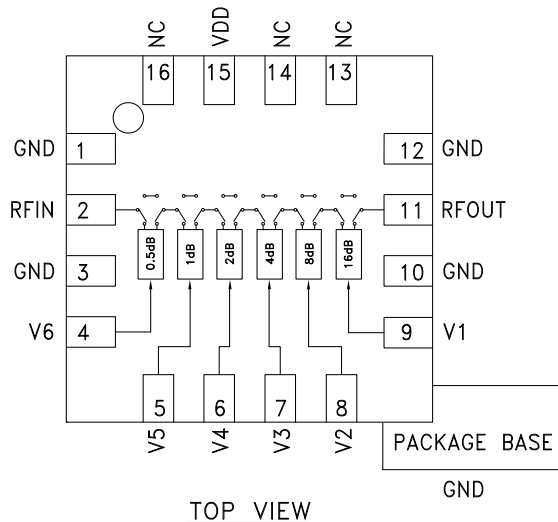 NC VDD NC NC
16 15 14 13
GND 1 12 GND
RFIN 2 11 RFOUT
0.5dB 1dB 2dB 4dB 8dB 16dB
GND 3 10 GND
V6 4 9 V1
5 6 7 8
V5 V4 V3 V2
PACKAGE BASE
GND
TOP VIEW